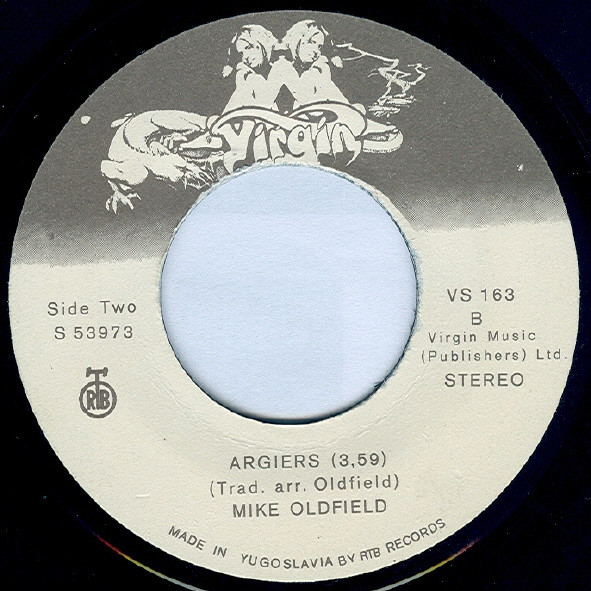 Virgin
Side Two
S 53973
RTB
VS 163
B
Virgin Music
(Publishers) Ltd.
STEREO
ARGIERS (3,59)
(Trad. arr. Oldfield)
MIKE OLDFIELD
MADE IN YUGOSLAVIA BY RTB RECORDS